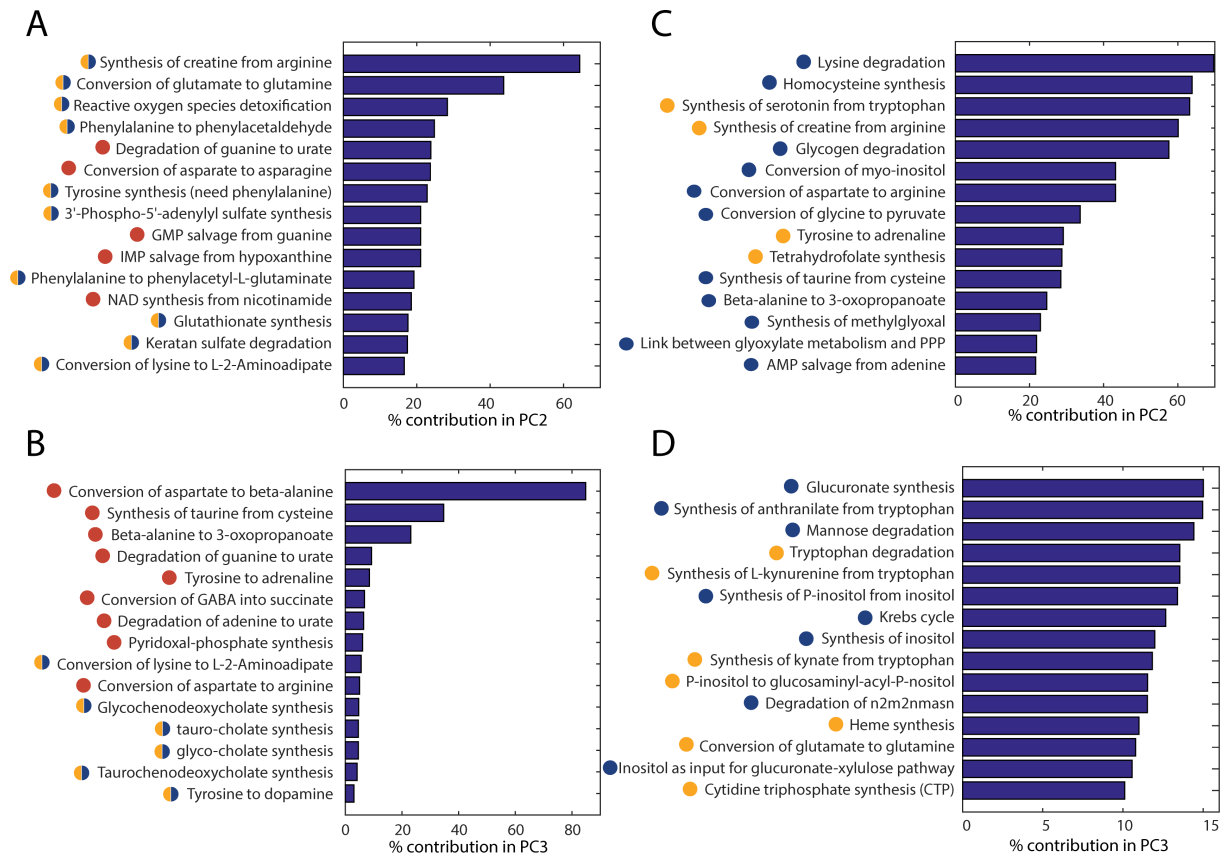 A
Synthesis of creatine from arginine
Conversion of glutamate to glutamine
Reactive oxygen species detoxification
Phenylalanine to phenylacetaldehyde
Degradation of guanine to urate
Conversion of asparate to asparagine
Tyrosine synthesis (need phenylalanine)
3'-Phospho-5'-adenylyl sulfate synthesis
GMP salvage from guanine
IMP salvage from hypoxanthine
Phenylalanine to phenylacetyl-L-glutaminate
NAD synthesis from nicotinamide
Glutathionate synthesis
Keratan sulfate degradation
Conversion of lysine to L-2-Aminoadipate
0 20 40 60
% contribution in PC2
B
Conversion of aspartate to beta-alanine
Synthesis of taurine from cysteine
Beta-alanine to 3-oxopropanoate
Degradation of guanine to urate
Tyrosine to adrenaline
Conversion of GABA into succinate
Degradation of adenine to urate
Pyridoxal-phosphate synthesis
Conversion of lysine to L-2-Aminoadipate
Conversion of aspartate to arginine
Glycochenodeoxycholate synthesis
tauro-cholate synthesis
glyco-cholate synthesis
Taurochenodeoxycholate synthesis
Tyrosine to dopamine
0 20 40 60 80
% contribution in PC3
C
Lysine degradation
Homocysteine synthesis
Synthesis of serotonin from tryptophan
Synthesis of creatine from arginine
Glycogen degradation
Conversion of myo-inositol
Conversion of aspartate to arginine
Conversion of glycine to pyruvate
Tyrosine to adrenaline
Tetrahydrofolate synthesis
Synthesis of taurine from cysteine
Beta-alanine to 3-oxopropanoate
Synthesis of methylglyoxal
Link between glyoxylate metabolism and PPP
AMP salvage from adenine
0 20 40 60
% contribution in PC2
D
Glucuronate synthesis
Synthesis of anthranilate from tryptophan
Mannose degradation
Tryptophan degradation
Synthesis of L-kynurenine from tryptophan
Synthesis of P-inositol from inositol
Krebs cycle
Synthesis of inositol
Synthesis of kynate from tryptophan
P-inositol to glucosaminyl-acyl-P-nositol
Degradation of n2m2nmasn
Heme synthesis
Conversion of glutamate to glutamine
Inositol as input for glucuronate-xylulose pathway
Cytidine triphosphate synthesis (CTP)
0 5 10 15
% contribution in PC3